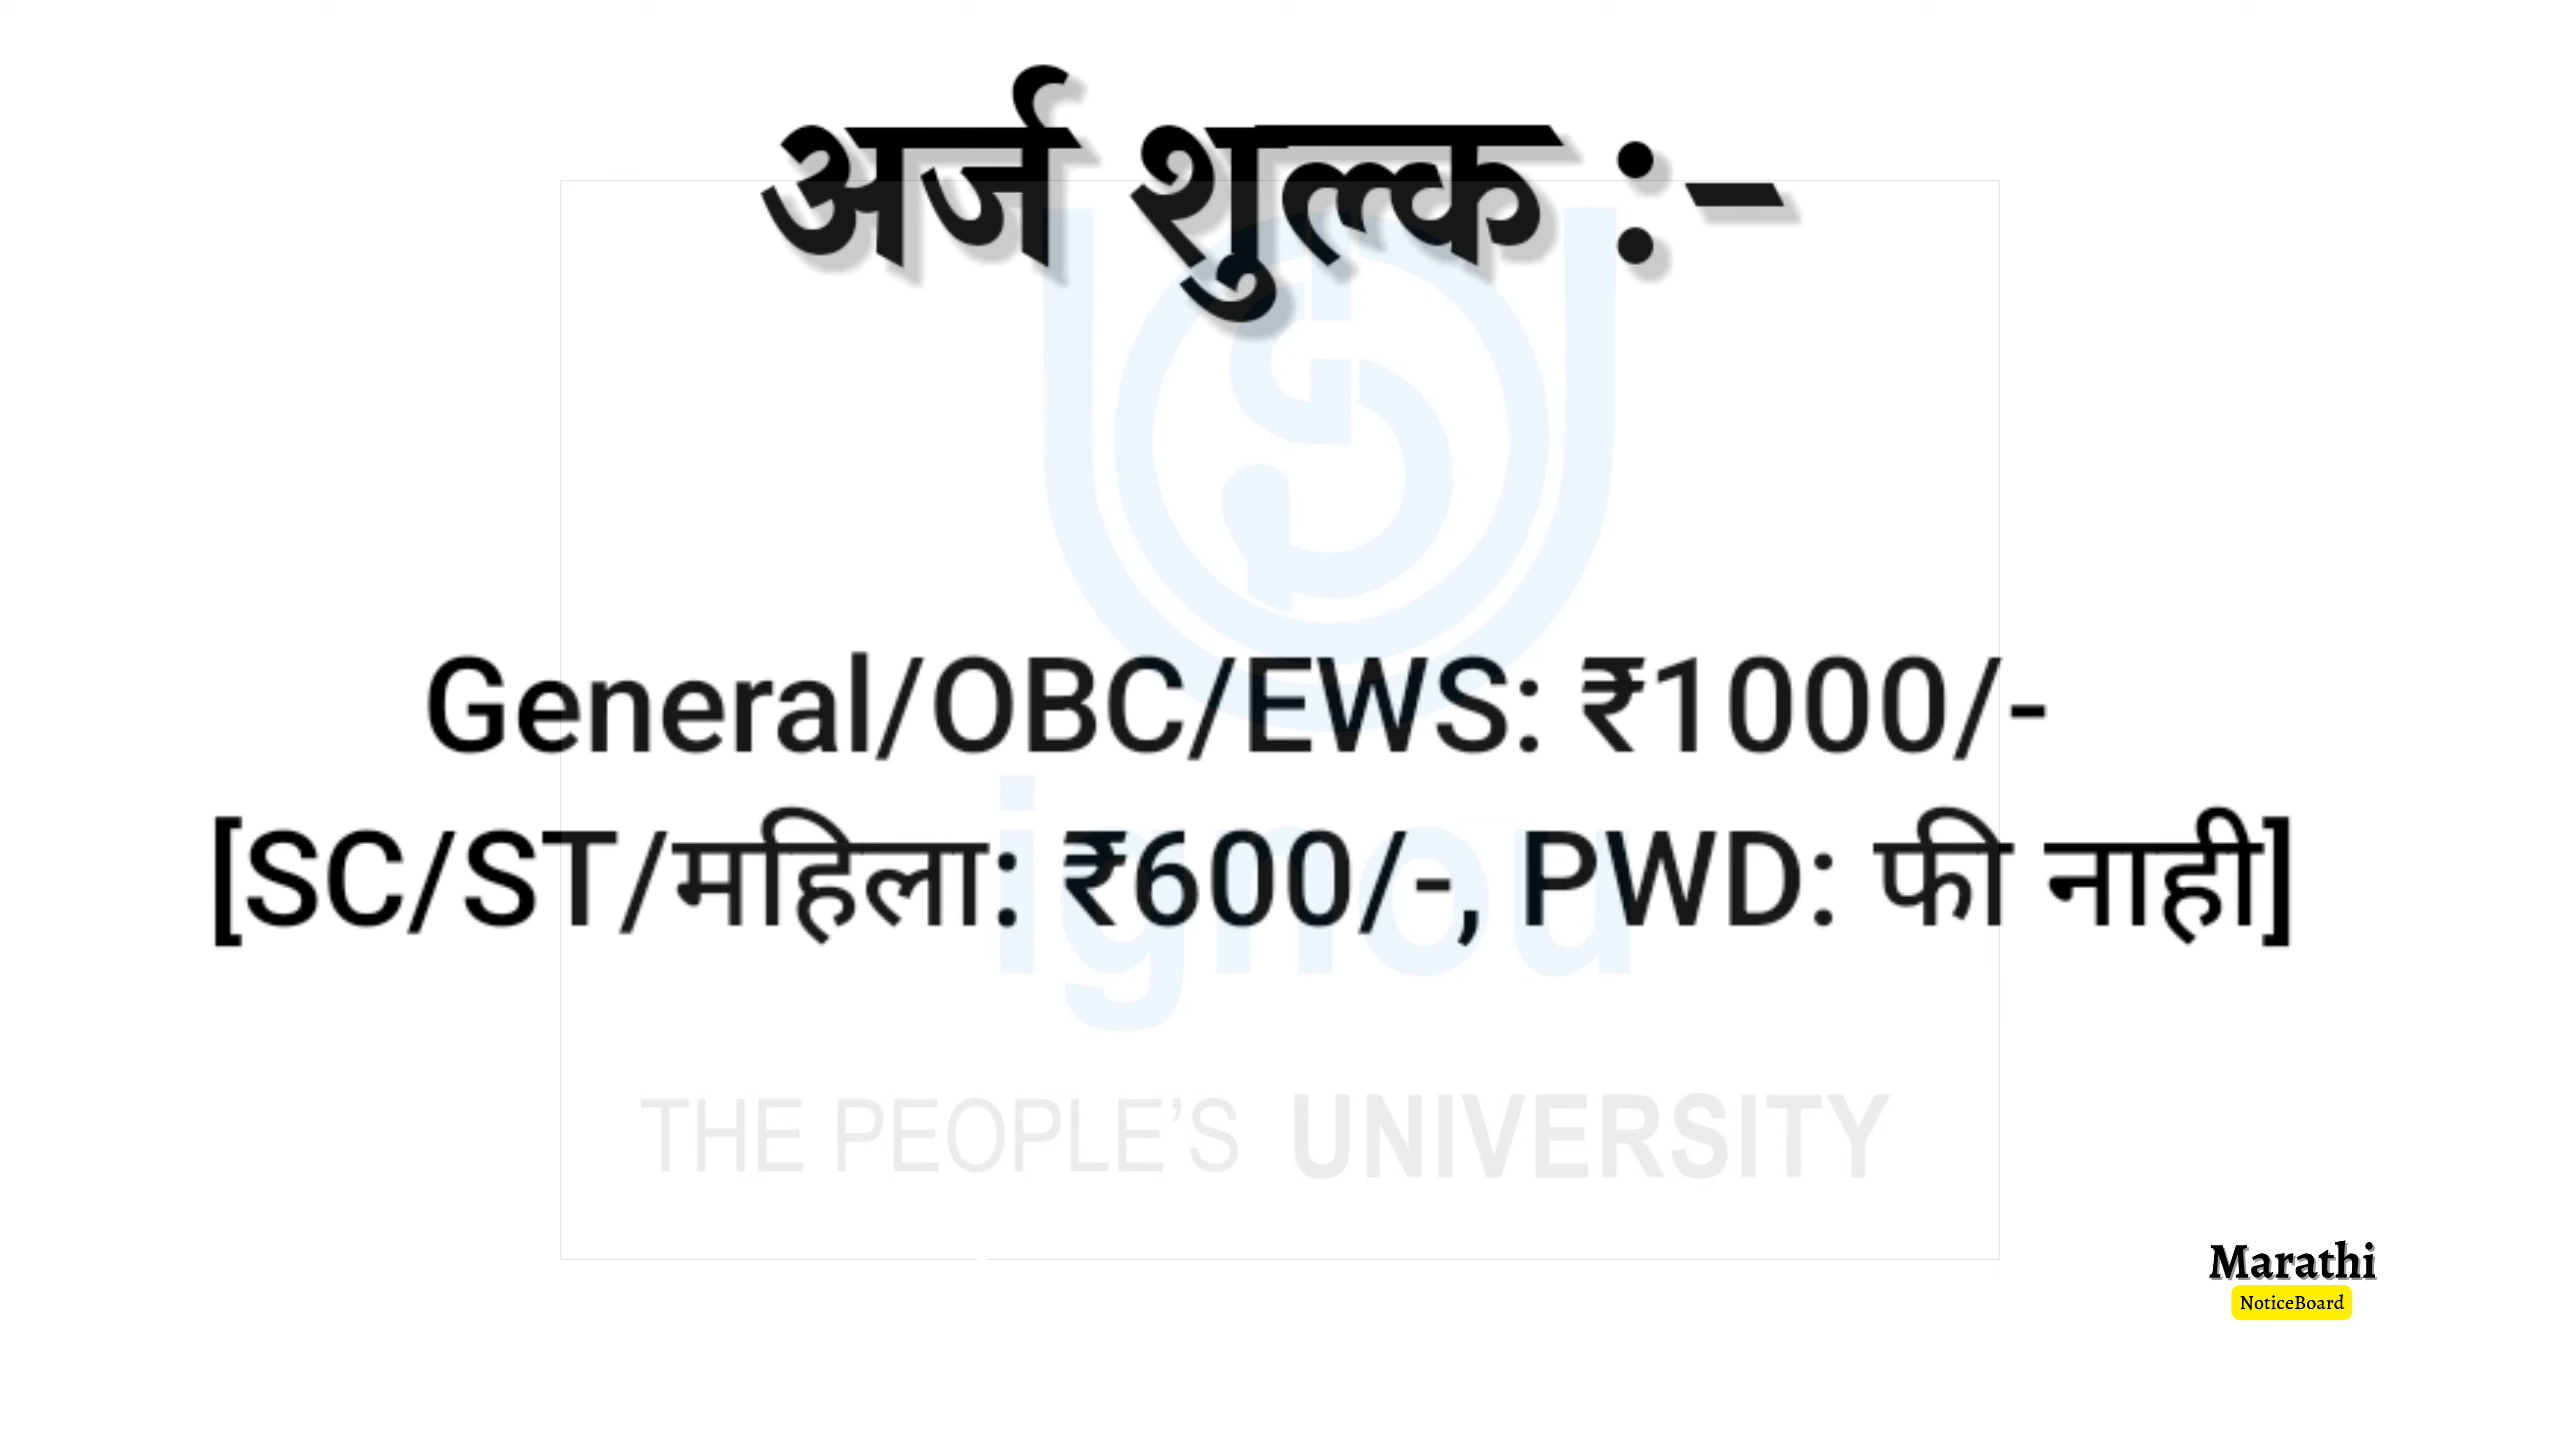 अर्ज शुल्क :-
General/OBC/EWS: ₹1000/-
[SC/ST/महिला: ₹600/-, PWD: फी नाही]
ignou
THE PEOPLE'S UNIVERSITY
Marathi
NoticeBoard